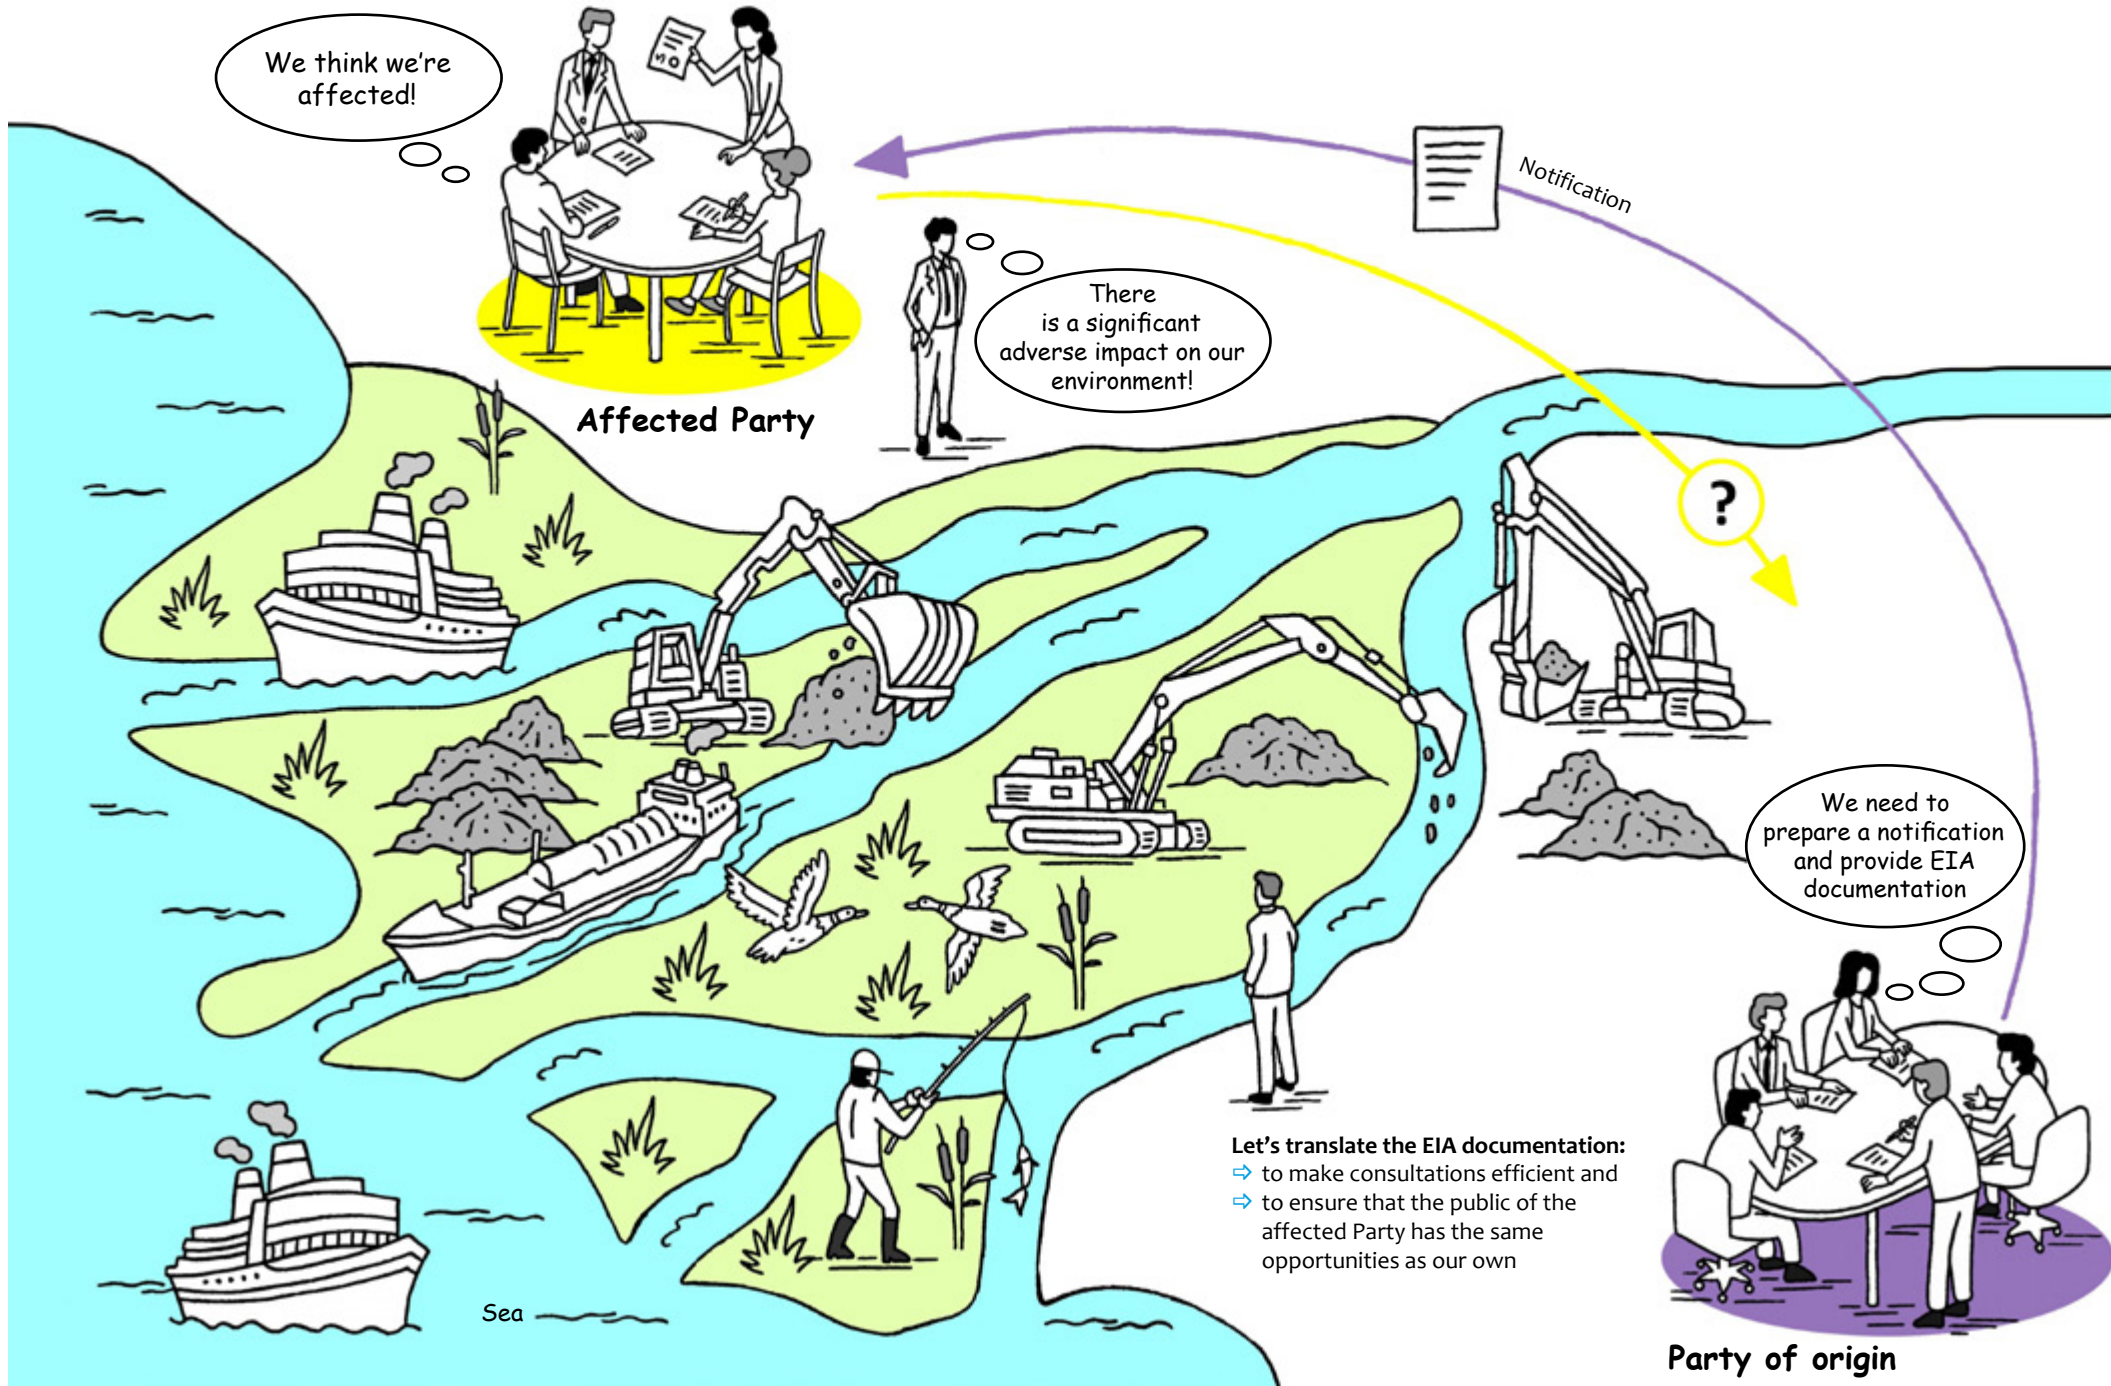 We think we're
affected!
Notification
There
is a significant
adverse impact on our
environment!
Affected Party
?
We need to
prepare a notification
and provide EIA
documentation
Let's translate the EIA documentation:
⇨ to make consultations efficient and
⇨ to ensure that the public of the
affected Party has the same
opportunities as our own
Sea
Party of origin